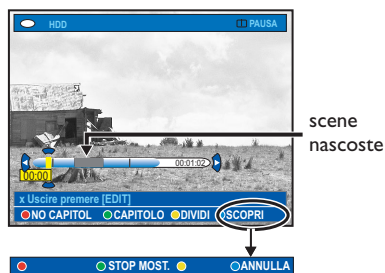 HDD
PAUSA
scene
nascoste
00:01:02
00:00
x Uscire premere [EDIT]
NO CAPITOL CAPITOLO DIVIDI SCOPRI
STOP MOST. ANNULLA